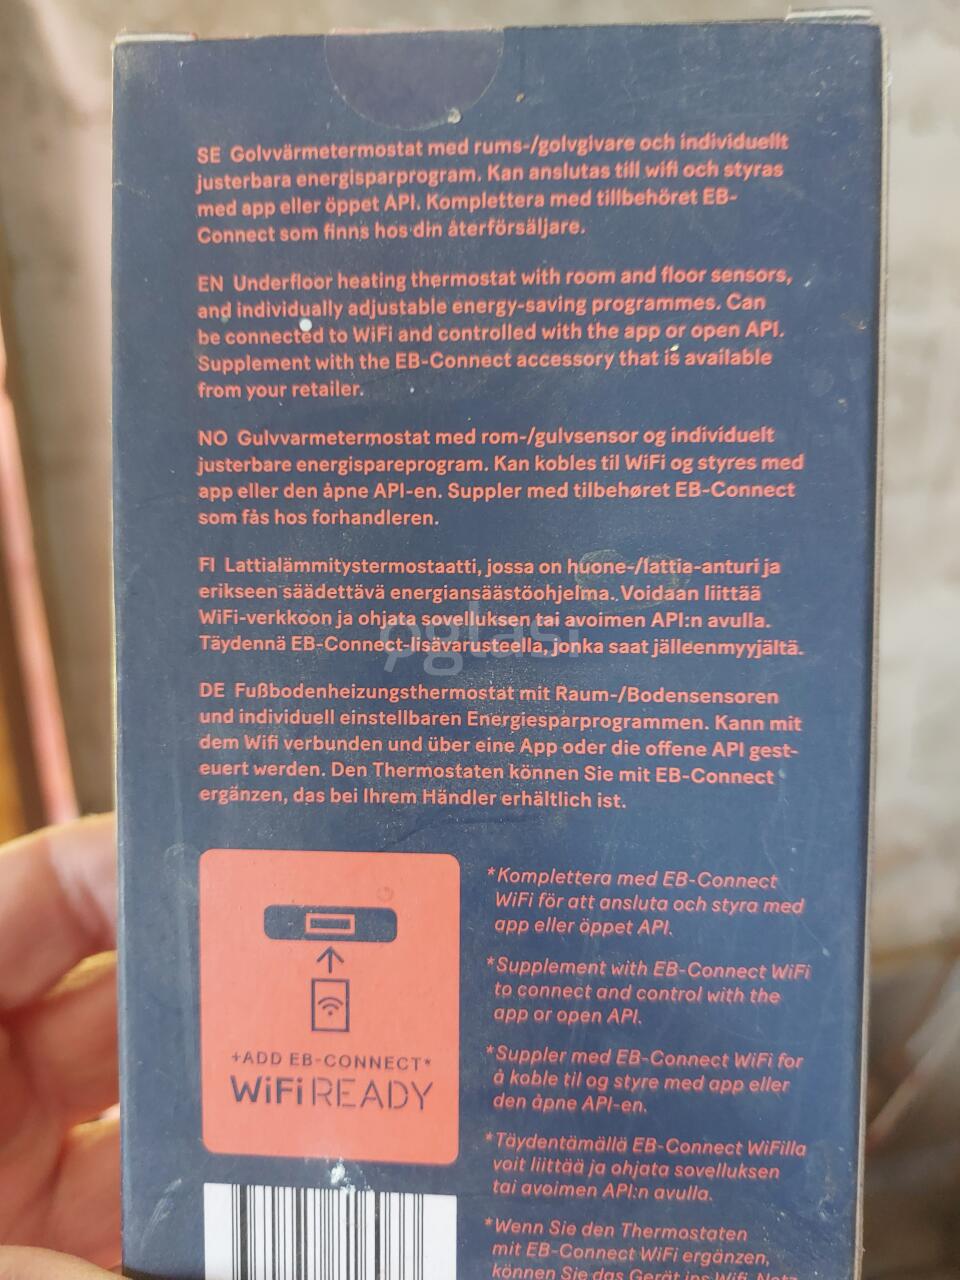 SE Golvvärmetermostat med rums-/golvgivare och individuellt
justerbara energisparprogram. Kan anslutas till wifi och styras
med app eller öppet API. Komplettera med tillbehöret EB-
Connect som finns hos din återförsäljare.
EN Underfloor heating thermostat with room and floor sensors,
and individually adjustable energy-saving programmes. Can
be connected to WiFi and controlled with the app or open API.
Supplement with the EB-Connect accessory that is available
from your retailer.
NO Gulvvarmetermostat med rom-/gulvsensor og individuelt
justerbare energispareprogram. Kan kobles til WiFi og styres med
app eller den åpne API-en. Suppler med tilbehøret EB-Connect
som fås hos forhandleren.
FI Lattialämmitystermostaatti, jossa on huone-/lattia-anturi ja
erikseen säädettävä energiansäästöohjelma. Voidaan liittää
WiFi-verkkoon ja ohjata sovelluksen tai avoimen API:n avulla.
Täydennä EB-Connect-lisävarusteella, jonka saat jälleenmyyjältä.
DE Fußbodenheizungsthermostat mit Raum-/Bodensensoren
und individuell einstellbaren Energiesparprogrammen. Kann mit
dem Wifi verbunden und über eine App oder die offene API gest-
euert werden. Den Thermostaten können Sie mit EB-Connect
ergänzen, das bei Ihrem Händler erhältlich ist.
+ADD EB-CONNECT*
WiFi READY
*Komplettera med EB-Connect
WiFi för att ansluta och styra med
app eller öppet API.
*Supplement with EB-Connect WiFi
to connect and control with the
app or open API.
*Suppler med EB-Connect WiFi for
å koble til og styre med app eller
den åpne API-en.
*Täydentämällä EB-Connect WiFilla
voit liittää ja ohjata sovelluksen
tai avoimen API:n avulla.
*Wenn Sie den Thermostaten
mit EB-Connect WiFi ergänzen,
können Sie das Gerät ins Wifi-Netz